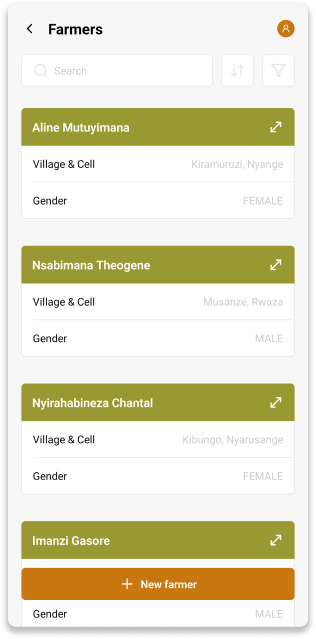 Farmers
Search
Aline Mutuyimana
Village & Cell Kiramuruzi, Nyange
Gender FEMALE
Nsabimana Theogene
Village & Cell Musanze, Rwaza
Gender MALE
Nyirahabineza Chantal
Village & Cell Kibungo, Nyarusange
Gender FEMALE
Imanzi Gasore
New farmer
Gender MALE